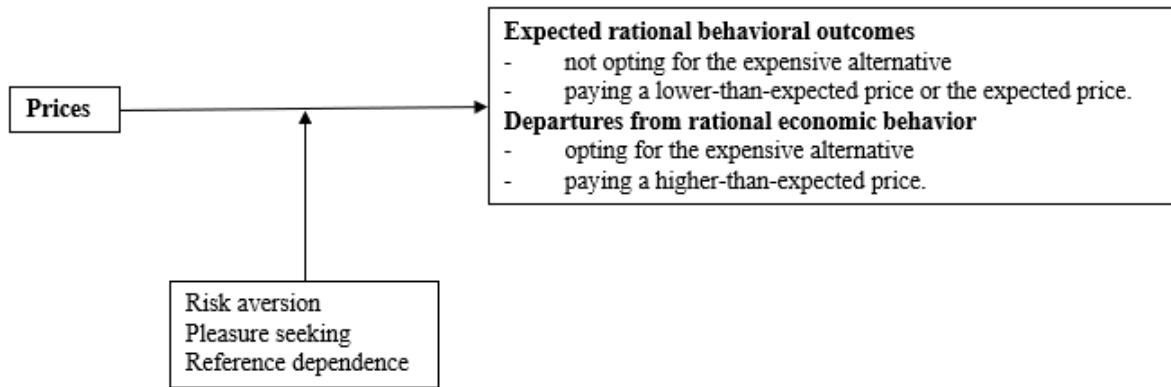 Expected rational behavioral outcomes
- not opting for the expensive alternative
Prices
- paying a lower-than-expected price or the expected price.
Departures from rational economic behavior
- opting for the expensive alternative
- paying a higher-than-expected price.
Risk aversion
Pleasure seeking
Reference dependence